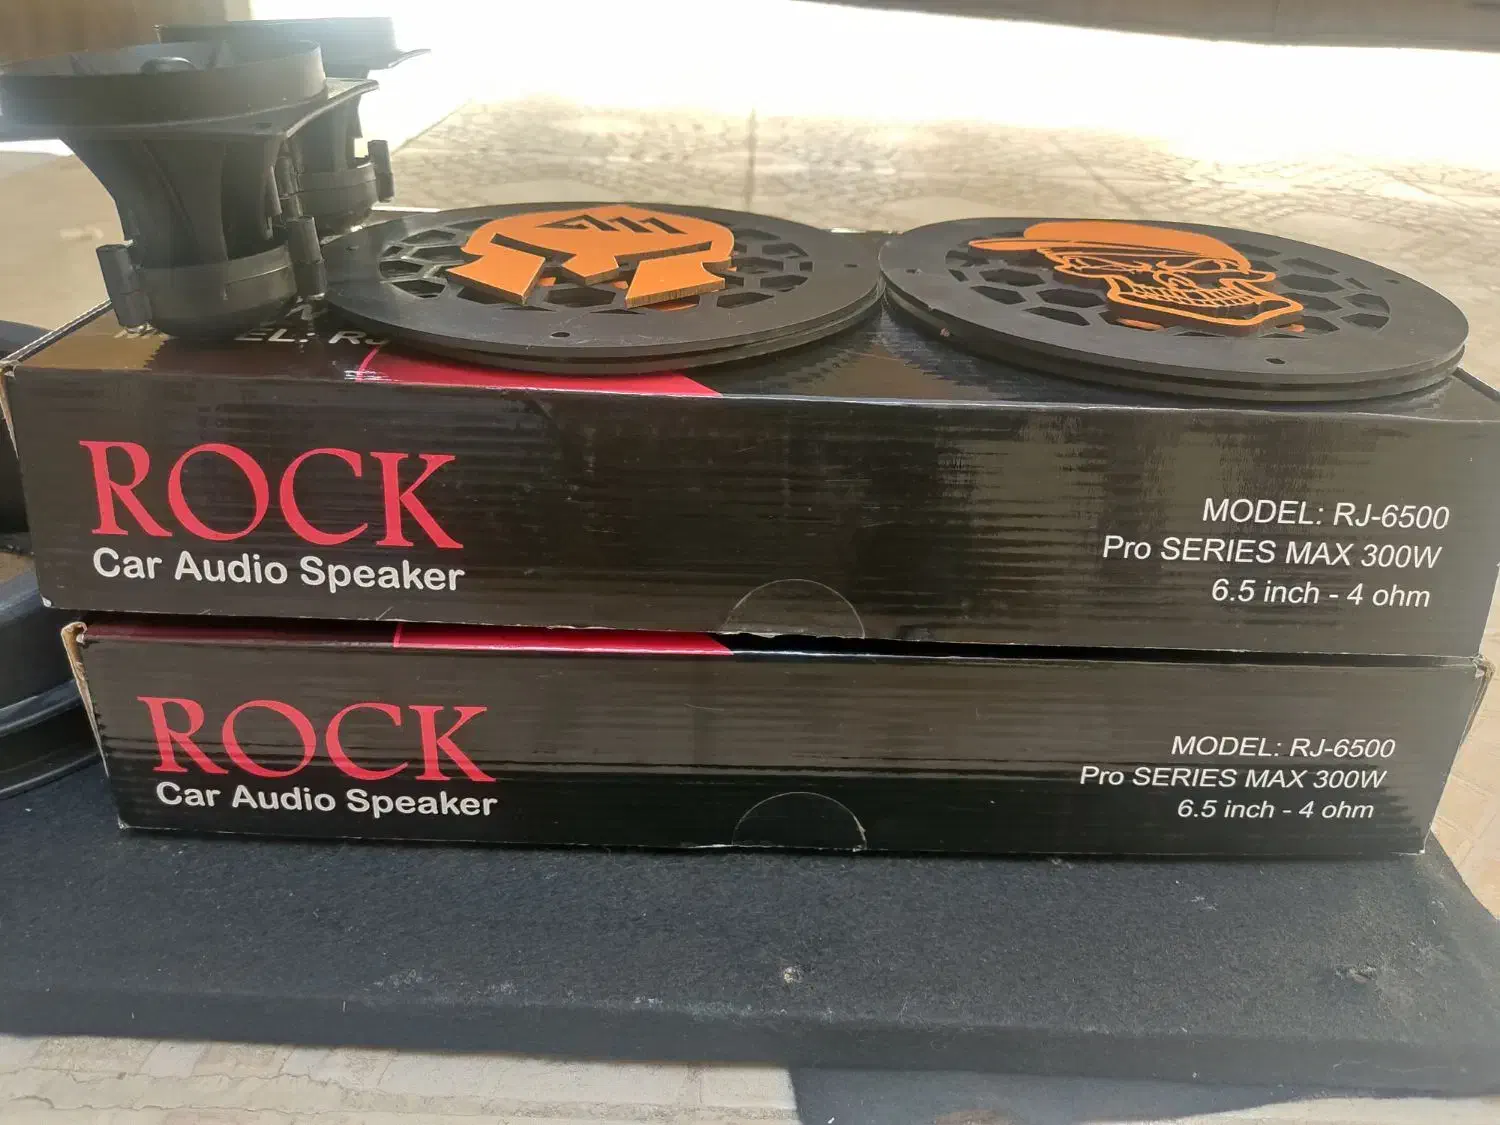 ROCK
Car Audio Speaker
MODEL: RJ-6500
Pro SERIES MAX 300W
6.5 inch - 4 ohm
ROCK
Car Audio Speaker
MODEL: RJ-6500
Pro SERIES MAX 300W
6.5 inch - 4 ohm